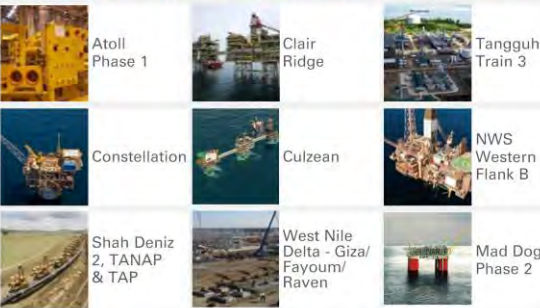 Atoll
Phase 1
Clair
Ridge
Tangguh
Train 3
Constellation
Culzean
NWS
Western
Flank B
Shah Deniz
2, TANAP
& TAP
West Nile
Delta - Giza/
Fayoum/
Raven
Mad Dog
Phase 2